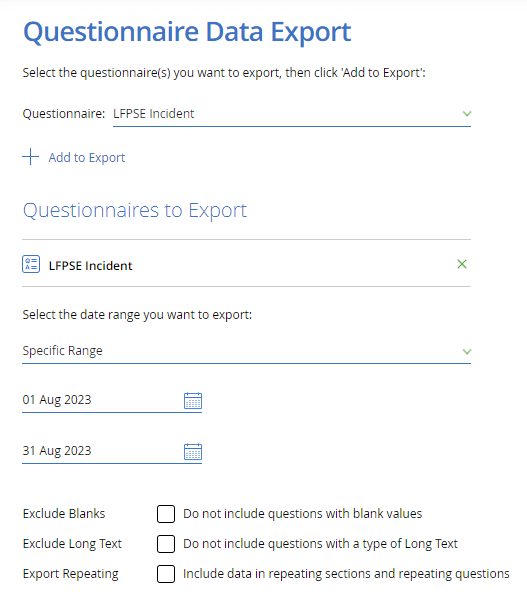 Questionnaire Data Export
Select the questionnaire(s) you want to export, then click 'Add to Export':
Questionnaire: LFPSE Incident
Add to Export
Questionnaires to Export
LFPSE Incident
Select the date range you want to export:
Specific Range
01 Aug 2023
31 Aug 2023
Exclude Blanks Do not include questions with blank values
Exclude Long Text Do not include questions with a type of Long Text
Export Repeating Include data in repeating sections and repeating questions